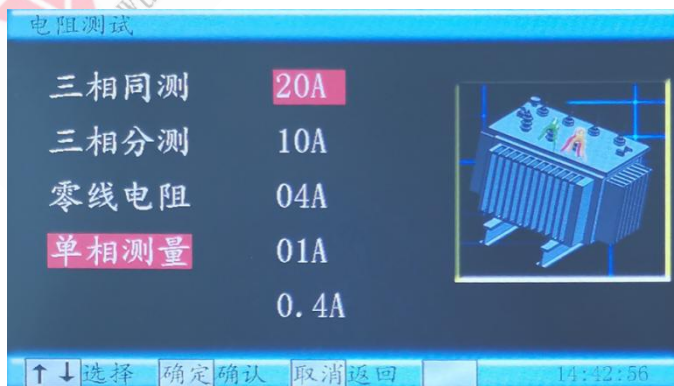 电阻测试
三相同测 20A
三相分测 10A
零线电阻 04A
单相测量 01A
0.4A
↑↓选择 确定确认 取消返回 14:42:56